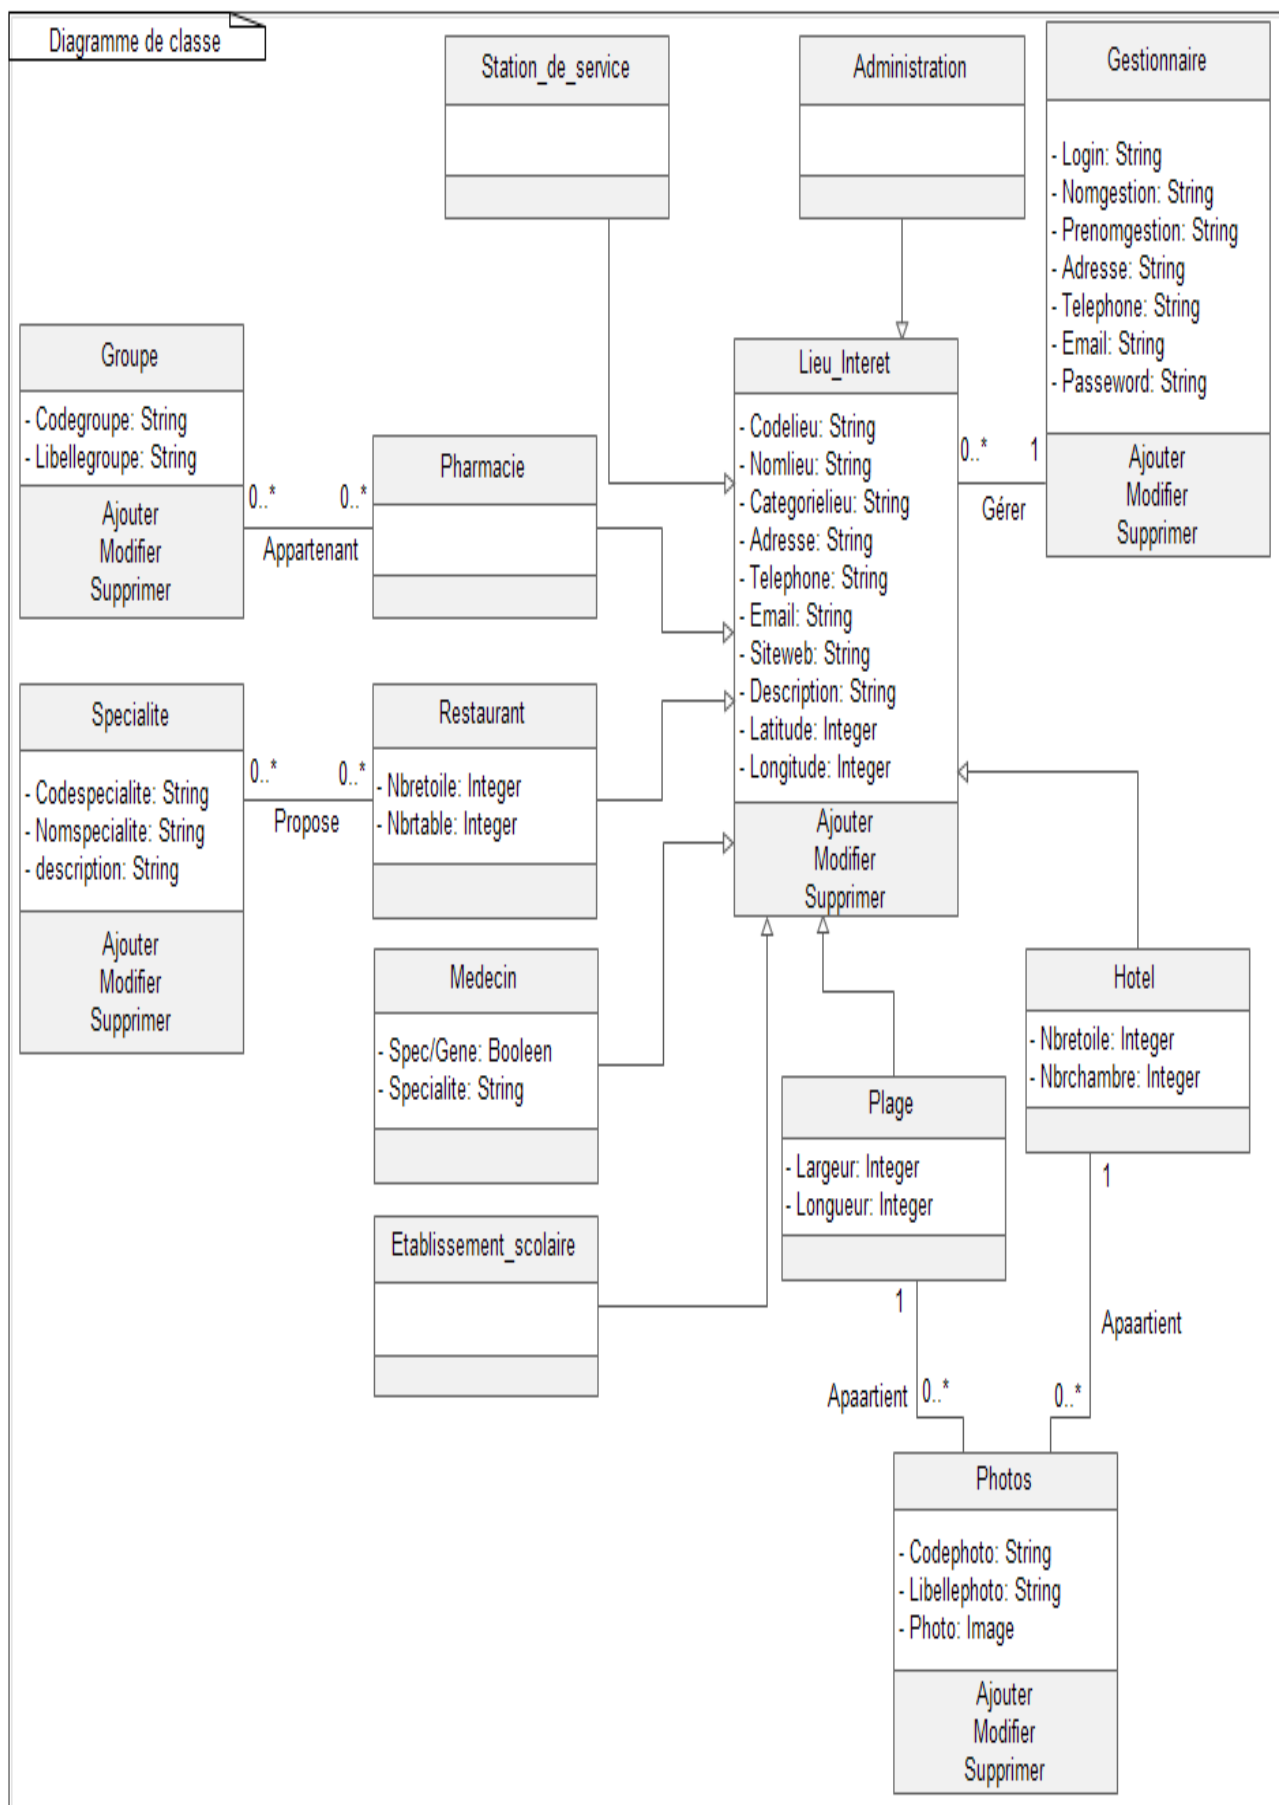 Diagramme de classe
Station_de_service
Administration
Gestionnaire
- Login: String
- Nomgestion: String
- Prenomgestion: String
- Adresse: String
- Telephone: String
- Email: String
- Passeword: String
Ajouter
Modifier
Supprimer
Groupe
- Codegroupe: String
- Libellegroupe: String
Ajouter
Modifier
Supprimer
0..*
0..*
Appartenant
Pharmacie
Lieu_Interet
- Codelieu: String
- Nomlieu: String
- Categorielieu: String
- Adresse: String
- Telephone: String
- Email: String
- Siteweb: String
- Description: String
- Latitude: Integer
- Longitude: Integer
Ajouter
Modifier
Supprimer
0..*
1
Gérer
Specialite
- Codespecialite: String
- Nomspecialite: String
- description: String
Ajouter
Modifier
Supprimer
0..*
0..*
Propose
Restaurant
- Nbretoile: Integer
- Nbrtable: Integer
Medecin
- Spec/Gene: Booleen
- Specialite: String
Etablissement_scolaire
Plage
- Largeur: Integer
- Longueur: Integer
Hotel
- Nbretoile: Integer
- Nbrchambre: Integer
1
1
Apaartient
Apaartient
0..*
0..*
Photos
- Codephoto: String
- Libellephoto: String
- Photo: Image
Ajouter
Modifier
Supprimer